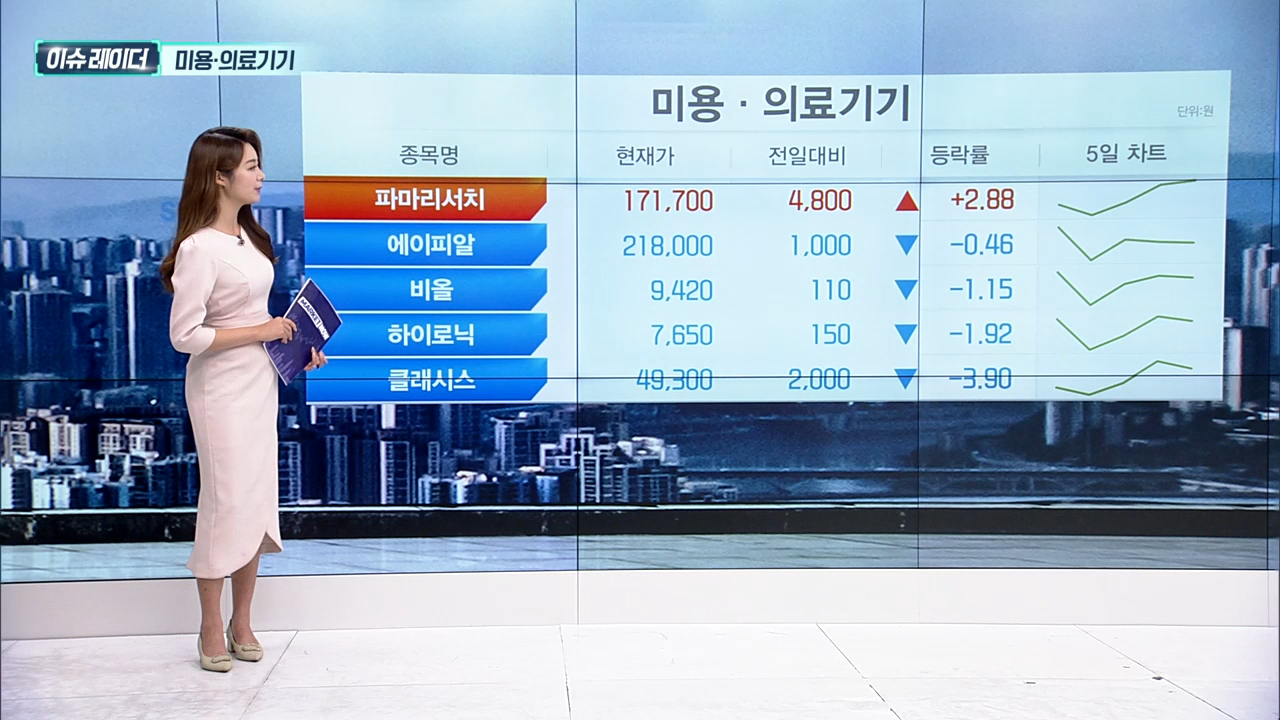 이슈 레이더 미용·의료기기
미용·의료기기
단위:원
종목명 현재가 전일대비 등락률 5일 차트
파마리서치 171,700 4,800 ▲ +2.88
에이피알 218,000 1,000 ▼ -0.46
비올 9,420 110 ▼ -1.15
하이로닉 7,650 150 ▼ -1.92
클래시스 49,300 2,000 ▼ -3.90
MARKET